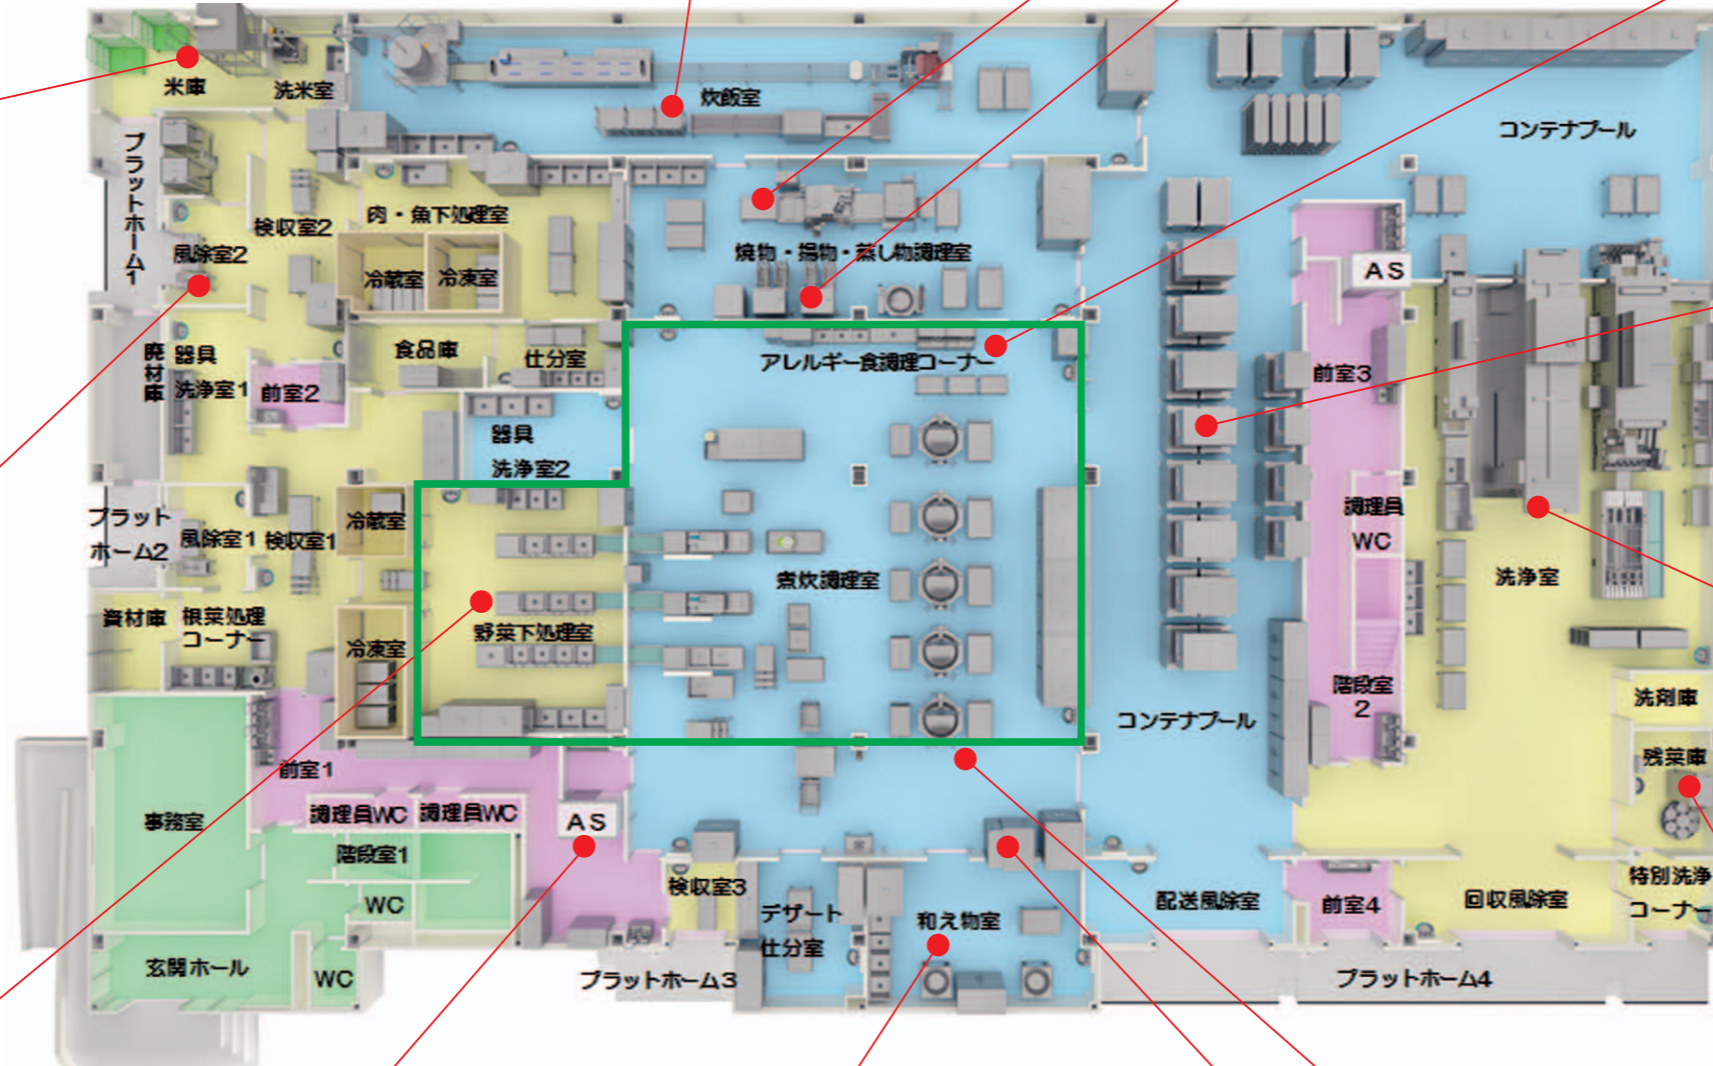 米庫
洗米室
炊飯室
コンテナプール
プラットホーム1
検収室2
肉・魚下処理室
風除室2
冷蔵室
冷凍室
焼物・揚物・蒸し物調理室
AS
廃材庫
器具
洗浄室1
前室2
食品庫
仕分室
アレルギー食調理コーナー
前室3
器具
洗浄室2
プラット
ホーム2
風除室1
検収室1
冷蔵室
煮炊調理室
調理員
WC
洗浄室
資材庫
根菜処理
コーナー
冷凍室
野菜下処理室
階段室
2
洗剤庫
コンテナプール
残菜庫
前室1
事務室
調理員WC
調理員WC
AS
階段室1
WC
検収室3
デザート
仕分室
和え物室
配送風除室
前室4
回収風除室
特別洗浄
コーナー
玄関ホール
WC
プラットホーム3
プラットホーム4